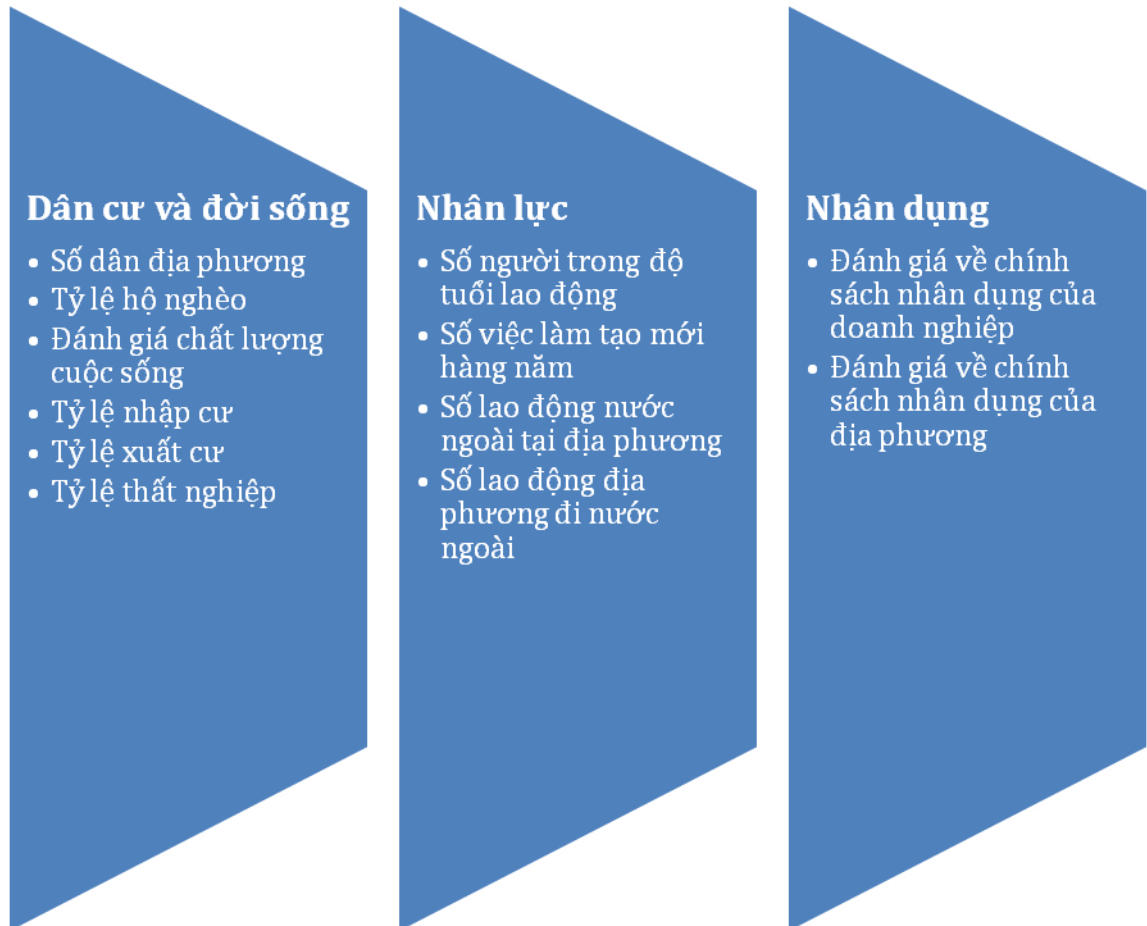 Dân cư và đời sống
• Số dân địa phương
• Tỷ lệ hộ nghèo
• Đánh giá chất lượng
cuộc sống
• Tỷ lệ nhập cư
• Tỷ lệ xuất cư
• Tỷ lệ thất nghiệp
Nhân lực
• Số người trong độ
tuổi lao động
• Số việc làm tạo mới
hàng năm
• Số lao động nước
ngoài tại địa phương
• Số lao động địa
phương đi nước
ngoài
Nhân dụng
• Đánh giá về chính
sách nhân dụng của
doanh nghiệp
• Đánh giá về chính
sách nhân dụng của
địa phương